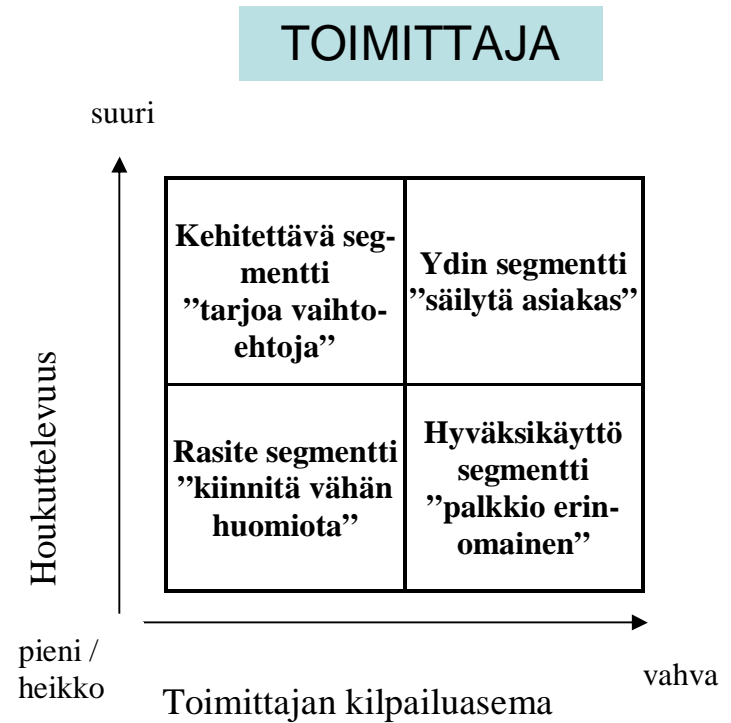 TOIMITTAJA
suuri
Kehitettävä seg-
mentti
”tarjoa vaihto-
ehtoja”
Ydin segmentti
”säilytä asiakas”
Rasite segmentti
”kiinnitä vähän
huomiota”
Hyväksikäyttö
segmentti
”palkkio erin-
omainen”
Houkuttelevuus
pieni /
heikko
Toimittajan kilpailuasema
vahva